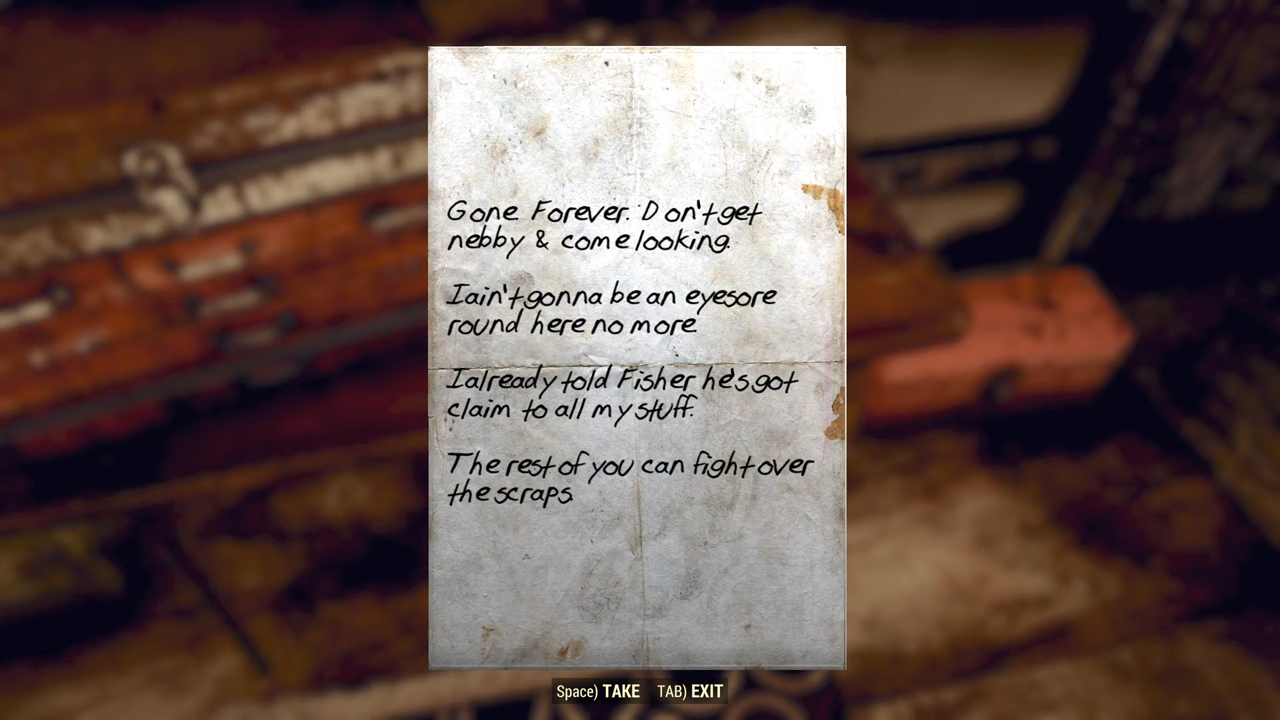 Gone Forever. Don't get
nebby & come looking.
I ain't gonna be an eyesore
round here no more
I already told Fisher he's got
claim to all my stuff.
The rest of you can fight over
the scraps.
Space) TAKE TAB) EXIT